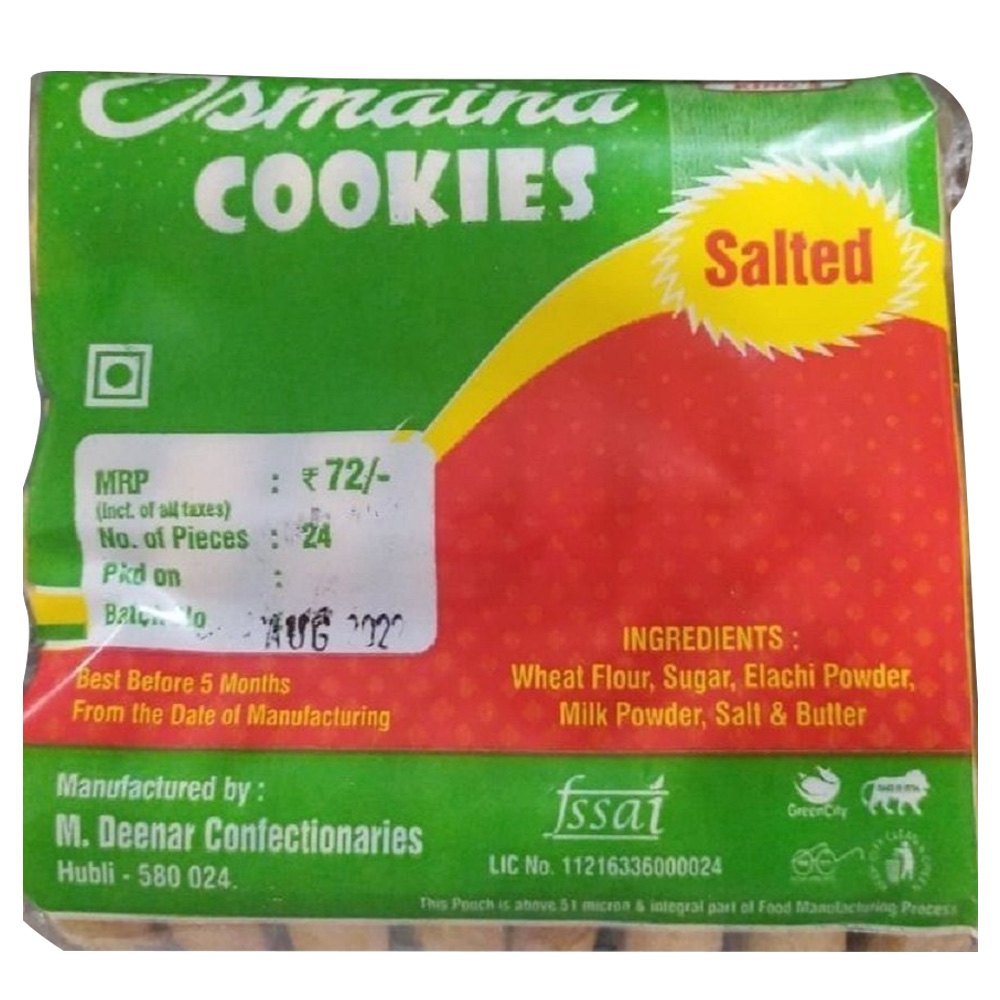 Osmaina
COOKIES
Salted
MRP : ₹ 72/-
(incl. of all taxes)
No. of Pieces : 24
Pkd on :
Batch No
AUG
Best Before 5 Months
From the Date of Manufacturing
INGREDIENTS :
Wheat Flour, Sugar, Elachi Powder,
Milk Powder, Salt & Butter
Manufactured by :
M. Deenar Confectionaries
Hubli - 580 024.
fssai
LIC No. 11216336000024
GreenCity
This Pouch is above 51 micron & integral part of Food Manufacturing Process